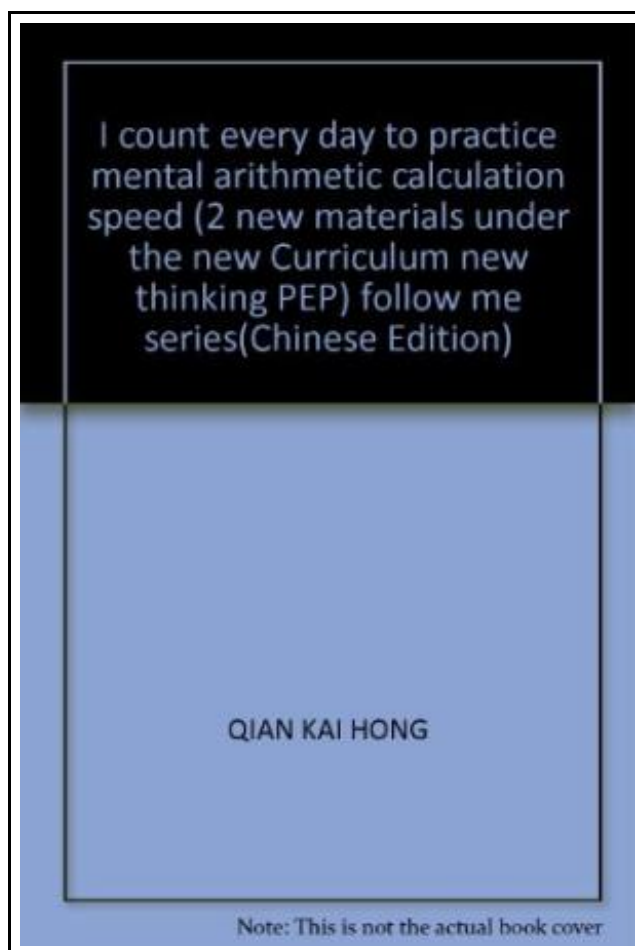 I count every day to practice
mental arithmetic calculation
speed (2 new materials under
the new Curriculum new
thinking PEP) follow me
series(Chinese Edition)
QIAN KAI HONG
Note: This is not the actual book cover